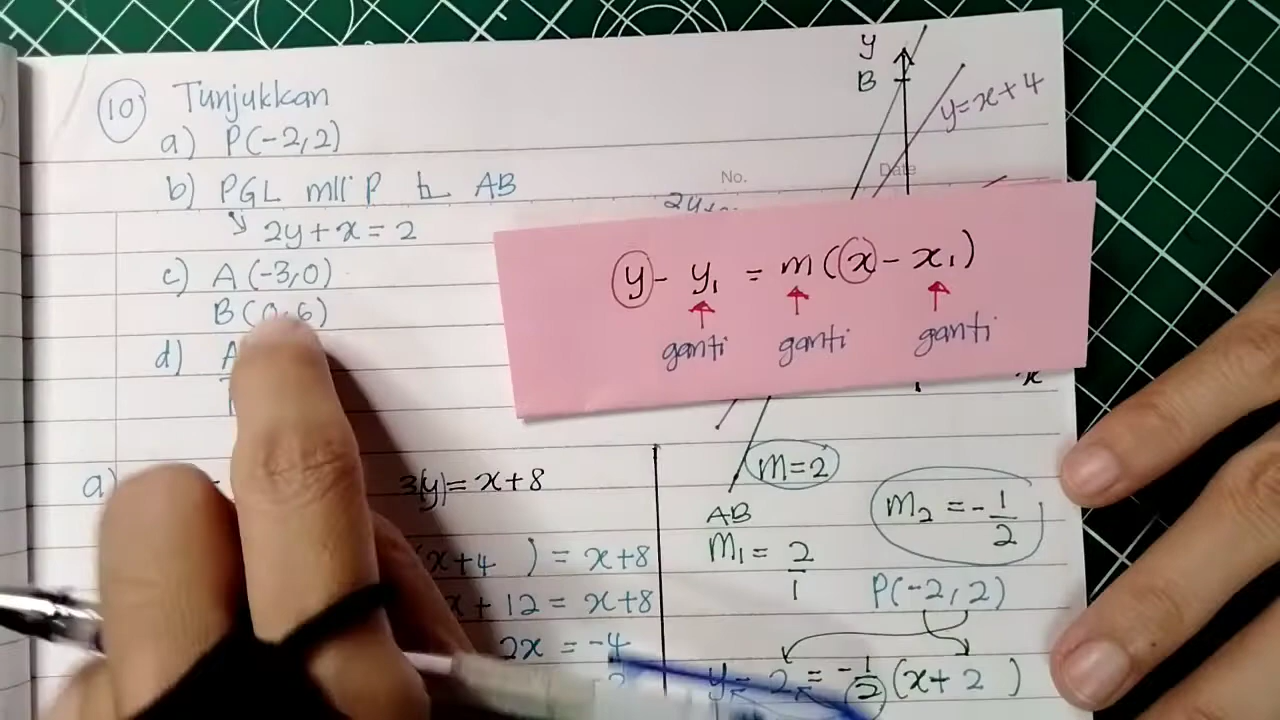 10 Tunjukkan
a) P(-2,2)
b) PGL mll P AB
2y+x=2
c) A(-3,0)
B(0,6)
d) A
y
B
y=x+4
No.
Date
y - y₁ = m(x - x₁)
ganti ganti ganti
x
a)
3(y)=x+8
(x+4 ) = x+8
x + 12 = x+8
2x = -4
m=2
AB
m₁ = 2/1
m₂ = -1/2
P(-2,2)
y - 2 = -1/2 (x+2 )